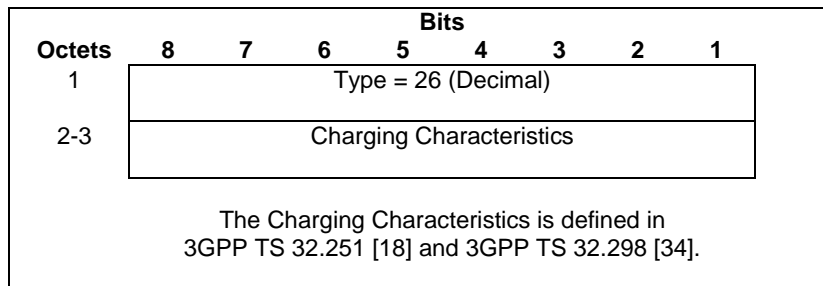 Bits
Octets 8 7 6 5 4 3 2 1
1 Type = 26 (Decimal)
2-3 Charging Characteristics
The Charging Characteristics is defined in
3GPP TS 32.251 [18] and 3GPP TS 32.298 [34].